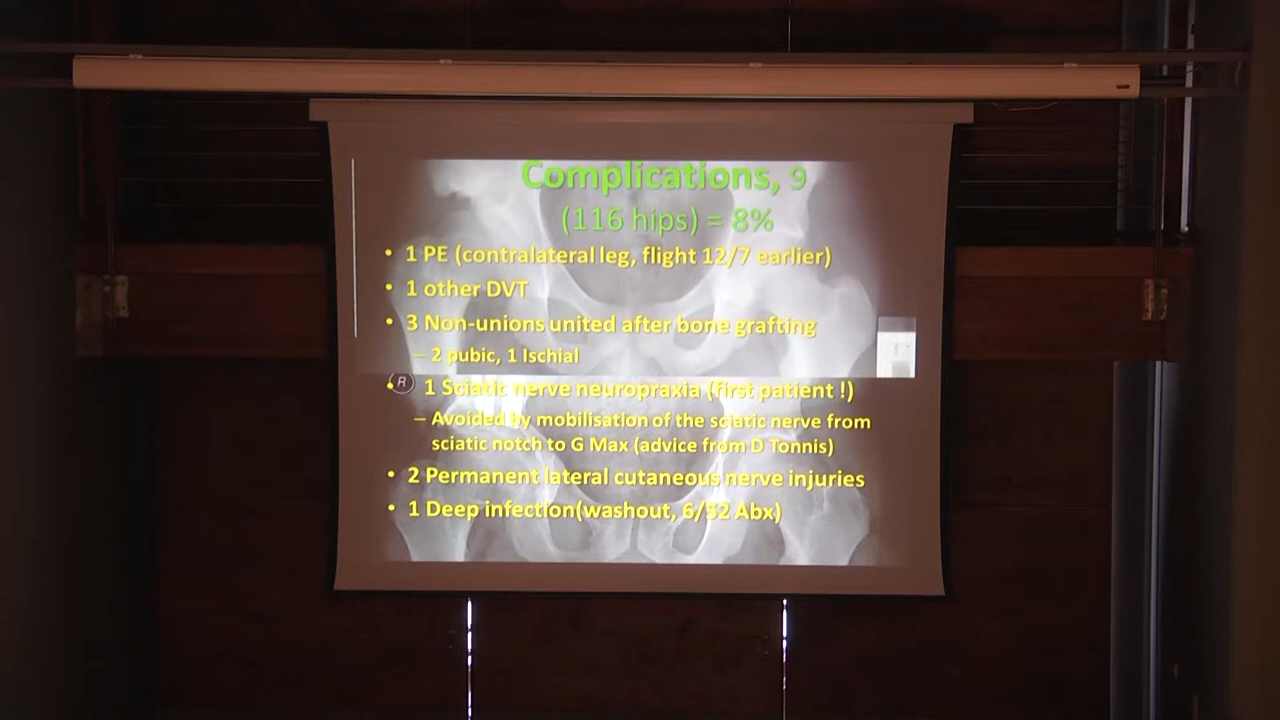 Complications, 9
(116 hips) = 8%
• 1 PE (contralateral leg, flight 12/7 earlier)
• 1 other DVT
• 3 Non-unions united after bone grafting
– 2 pubic, 1 Ischial
R
• 1 Sciatic nerve neuropraxia (first patient !)
– Avoided by mobilisation of the sciatic nerve from
sciatic notch to G Max (advice from D Tonnis)
• 2 Permanent lateral cutaneous nerve injuries
• 1 Deep infection(washout, 6/52 Abx)